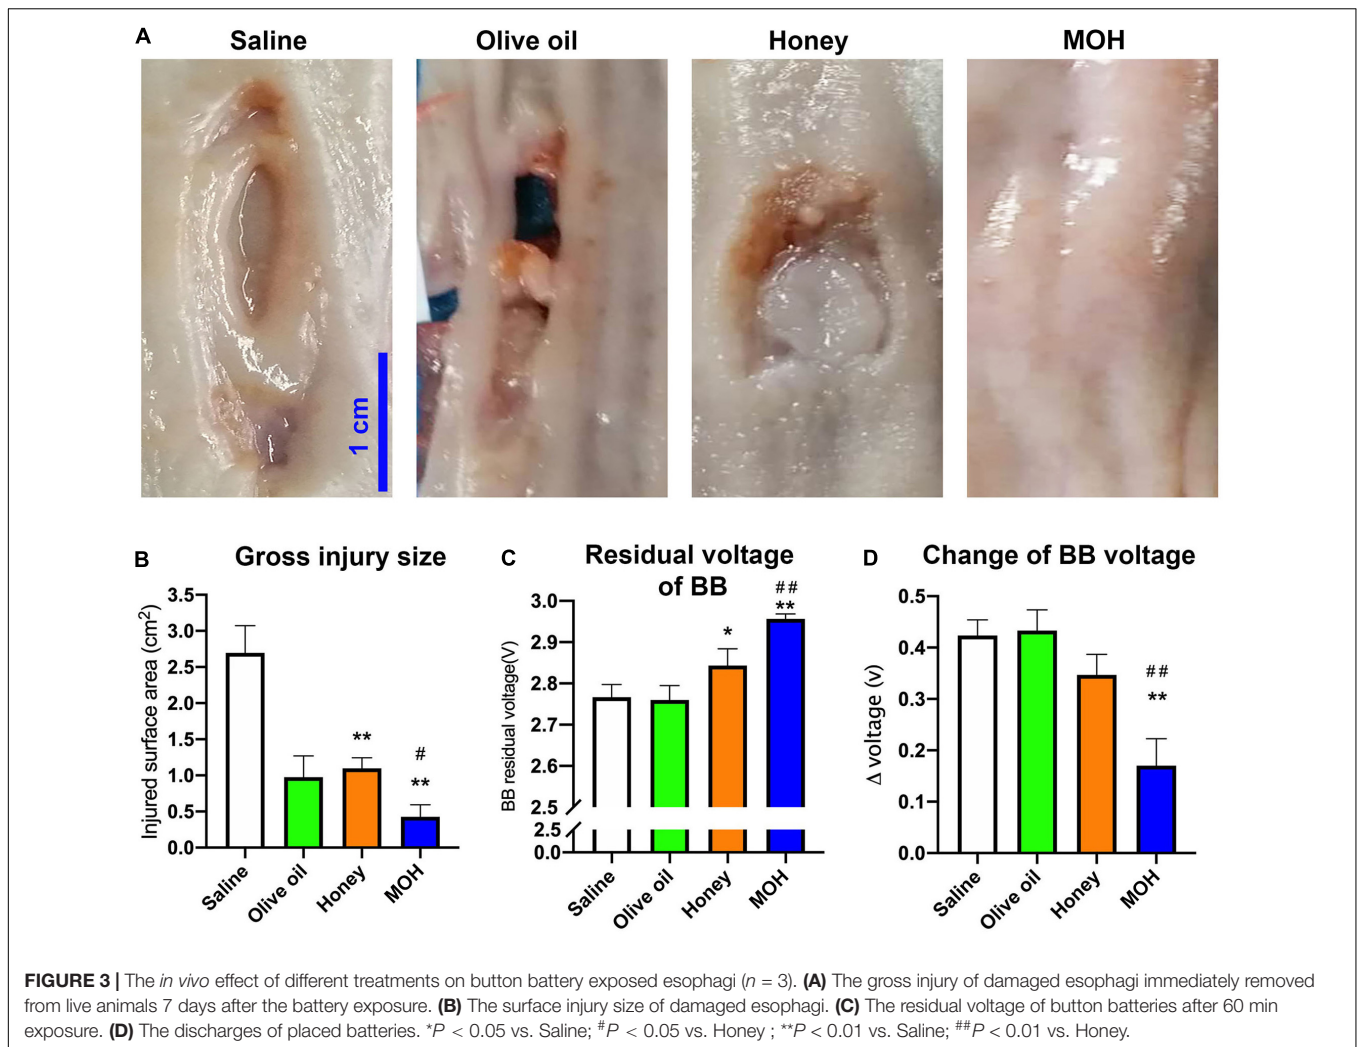 A
Saline
Olive oil
Honey
MOH
1 cm
B
Gross injury size
Injured surface area (cm²)
3.5
3.0
2.5
2.0
1.5
1.0
0.5
0.0
**
#
**
Saline
Olive oil
Honey
MOH
C
Residual voltage
of BB
BB residual voltage(V)
3.0
2.9
2.8
2.7
2.6
2.5
2.5
0.0
*
##
**
Saline
Olive oil
Honey
MOH
D
Change of BB voltage
Δ voltage (v)
0.5
0.4
0.3
0.2
0.1
0.0
##
**
Saline
Olive oil
Honey
MOH
FIGURE 3 | The in vivo effect of different treatments on button battery exposed esophagi (n = 3). (A) The gross injury of damaged esophagi immediately removed
from live animals 7 days after the battery exposure. (B) The surface injury size of damaged esophagi. (C) The residual voltage of button batteries after 60 min
exposure. (D) The discharges of placed batteries. *P < 0.05 vs. Saline; #P < 0.05 vs. Honey ; **P < 0.01 vs. Saline; ##P < 0.01 vs. Honey.